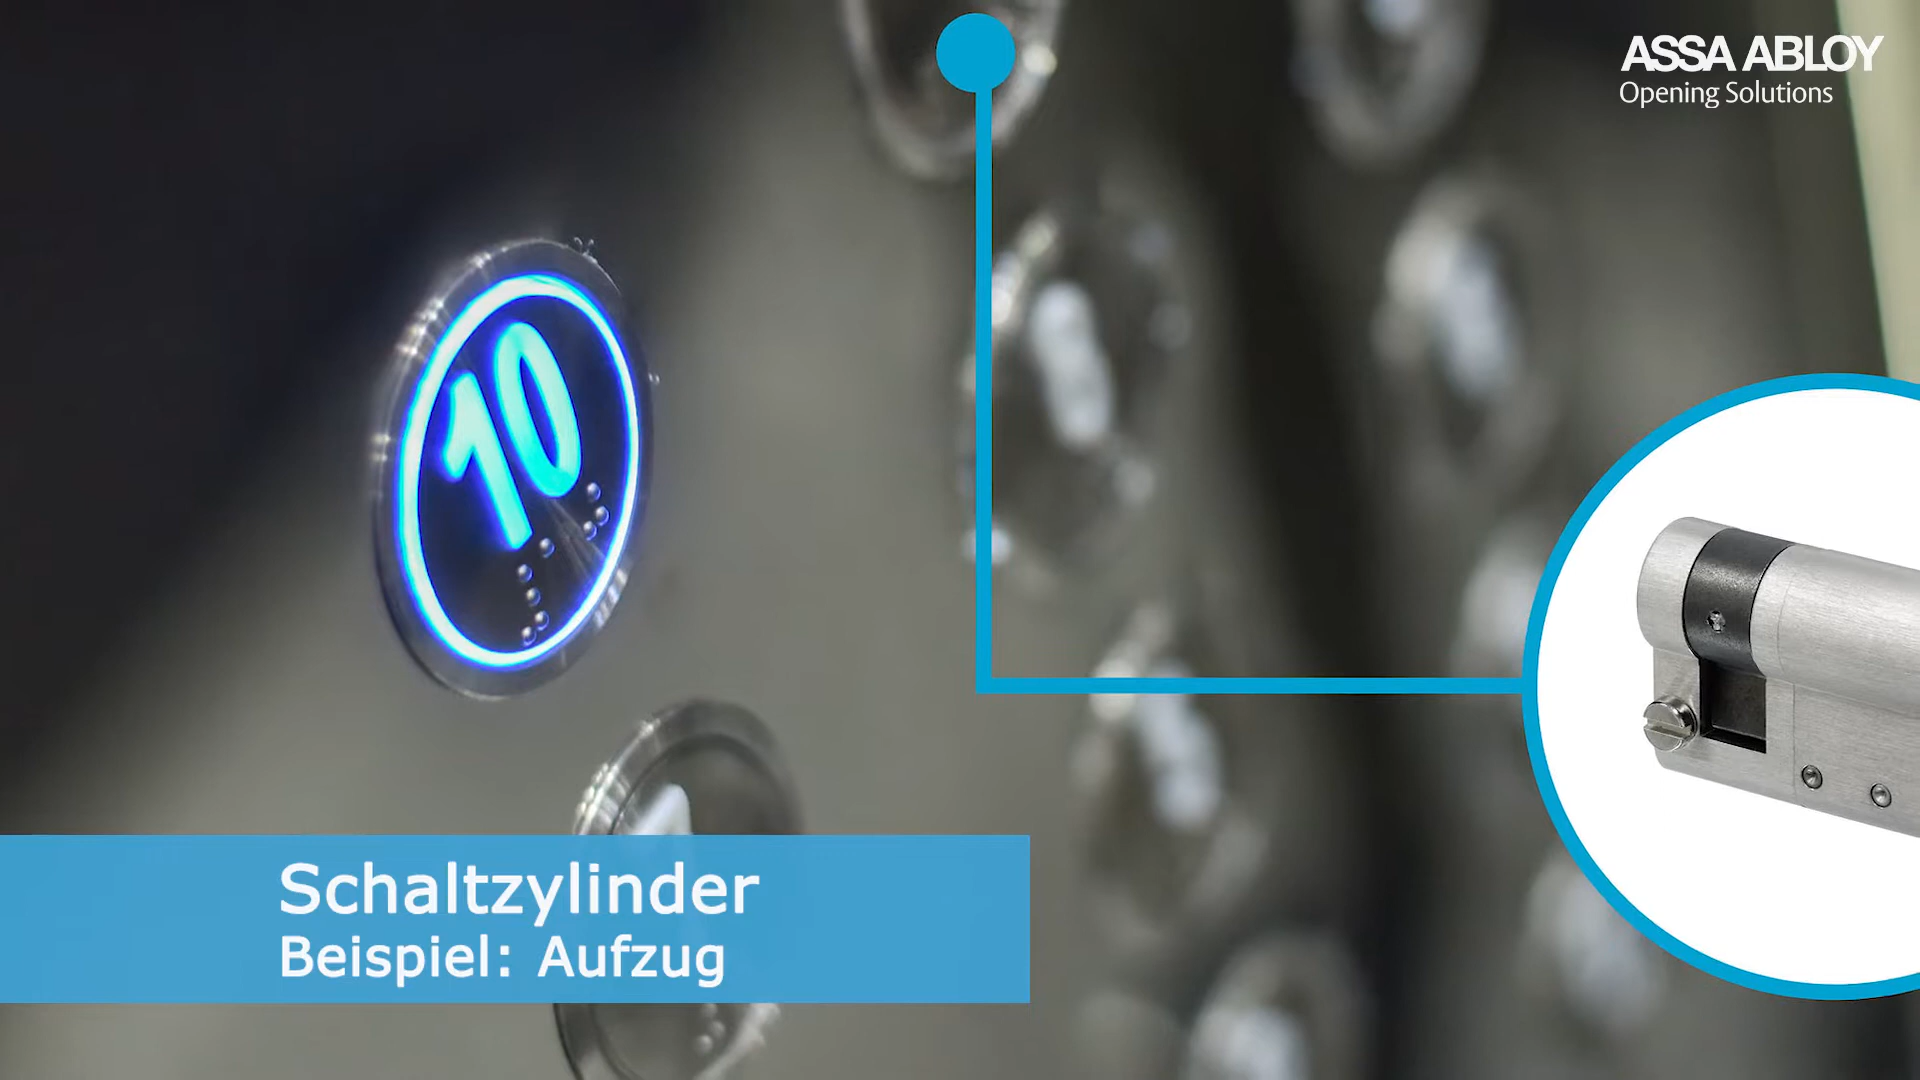 ASSA ABLOY
Opening Solutions
10
Schaltzylinder
Beispiel: Aufzug